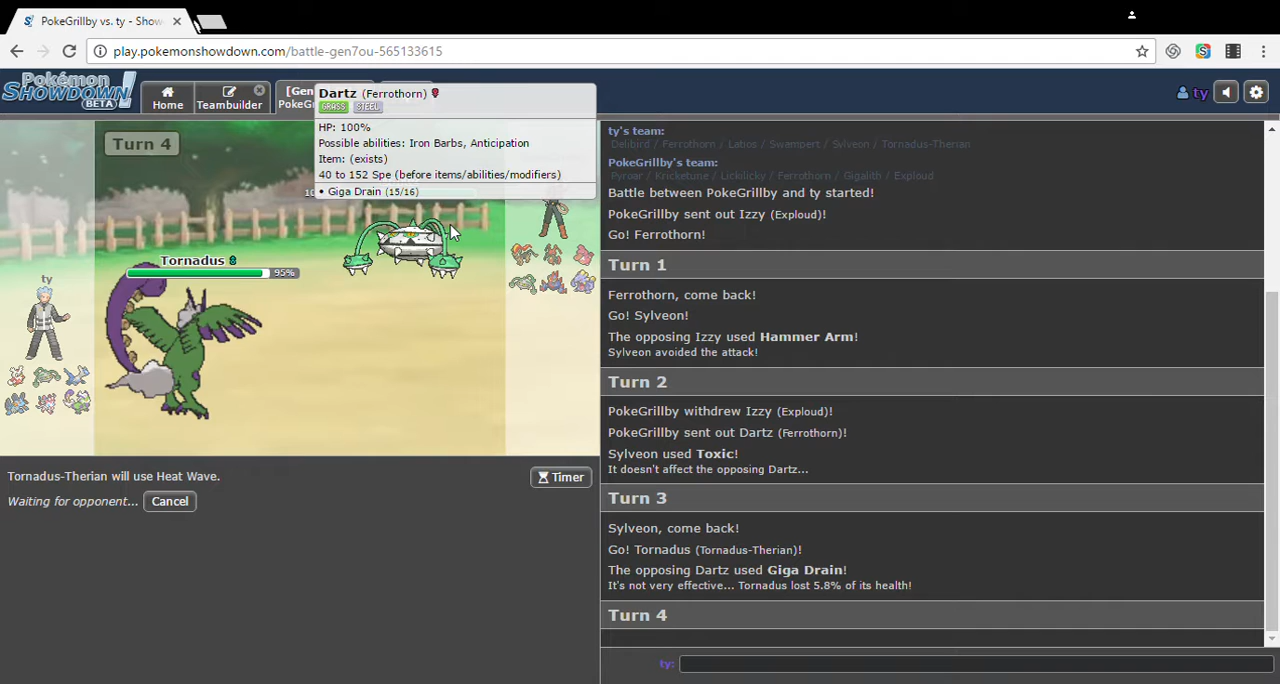 PokeGrillby vs. ty - Show
play.pokemonshowdown.com/battle-gen7ou-565133615
Pokémon
SHOWDOWN!
BETA
Home
Teambuilder
[Gen
PokeG
ty
Dartz (Ferrothorn)
GRASS STEEL
HP: 100%
Possible abilities: Iron Barbs, Anticipation
Item: (exists)
40 to 152 Spe (before items/abilities/modifiers)
• Giga Drain (15/16)
Turn 4
10
Tornadus
95%
ty
Tornadus-Therian will use Heat Wave.
Waiting for opponent... Cancel
Timer
ty's team:
Delibird / Ferrothorn / Latios / Swampert / Sylveon / Tornadus-Therian
PokeGrillby's team:
Pyroar / Kricketune / Lickilicky / Ferrothorn / Gigalith / Exploud
Battle between PokeGrillby and ty started!
PokeGrillby sent out Izzy (Exploud)!
Go! Ferrothorn!
Turn 1
Ferrothorn, come back!
Go! Sylveon!
The opposing Izzy used Hammer Arm!
Sylveon avoided the attack!
Turn 2
PokeGrillby withdrew Izzy (Exploud)!
PokeGrillby sent out Dartz (Ferrothorn)!
Sylveon used Toxic!
It doesn't affect the opposing Dartz...
Turn 3
Sylveon, come back!
Go! Tornadus (Tornadus-Therian)!
The opposing Dartz used Giga Drain!
It's not very effective... Tornadus lost 5.8% of its health!
Turn 4
ty: